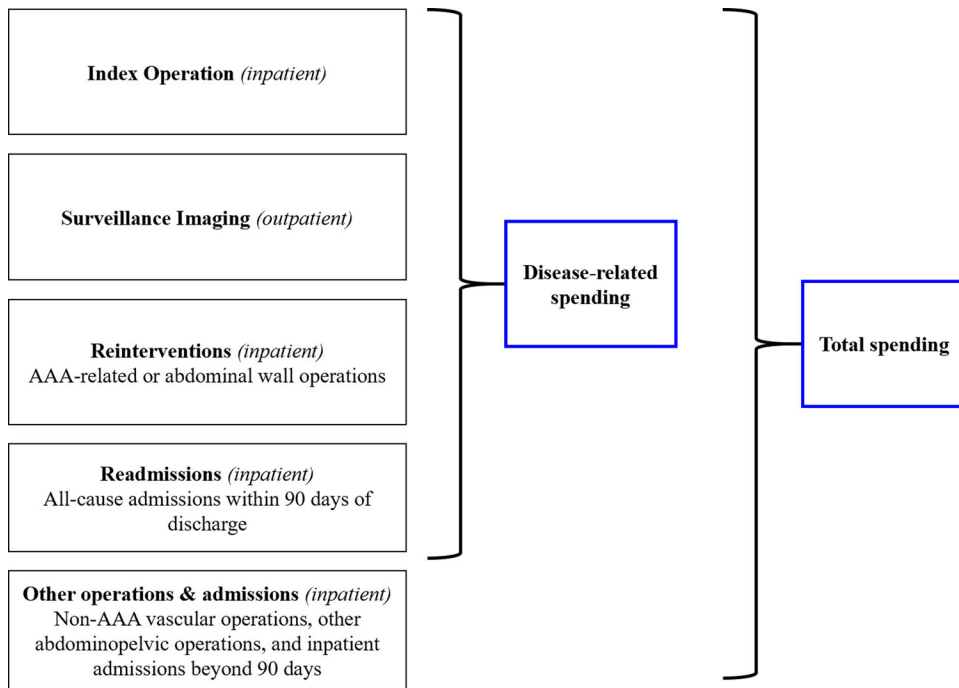 Index Operation (inpatient)
Surveillance Imaging (outpatient)
Reinterventions (inpatient)
AAA-related or abdominal wall operations
Readmissions (inpatient)
All-cause admissions within 90 days of
discharge
Other operations & admissions (inpatient)
Non-AAA vascular operations, other
abdominopelvic operations, and inpatient
admissions beyond 90 days
Disease-related
spending
Total spending